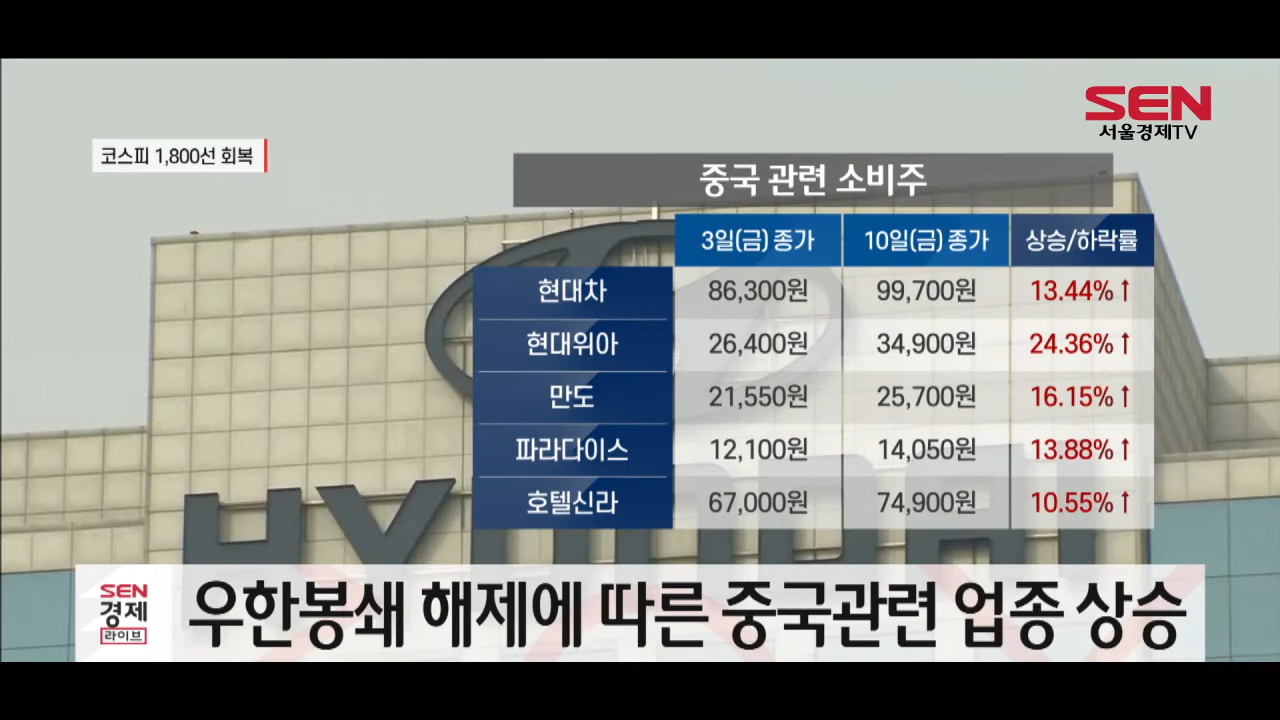 SEN
서울경제TV
코스피 1,800선 회복
중국 관련 소비주
3일(금) 종가 10일(금) 종가 상승/하락률
현대차 86,300원 99,700원 13.44%↑
현대위아 26,400원 34,900원 24.36%↑
만도 21,550원 25,700원 16.15%↑
파라다이스 12,100원 14,050원 13.88%↑
호텔신라 67,000원 74,900원 10.55%↑
HYUNDAI
SEN
경제
라이브
우한봉쇄 해제에 따른 중국관련 업종 상승